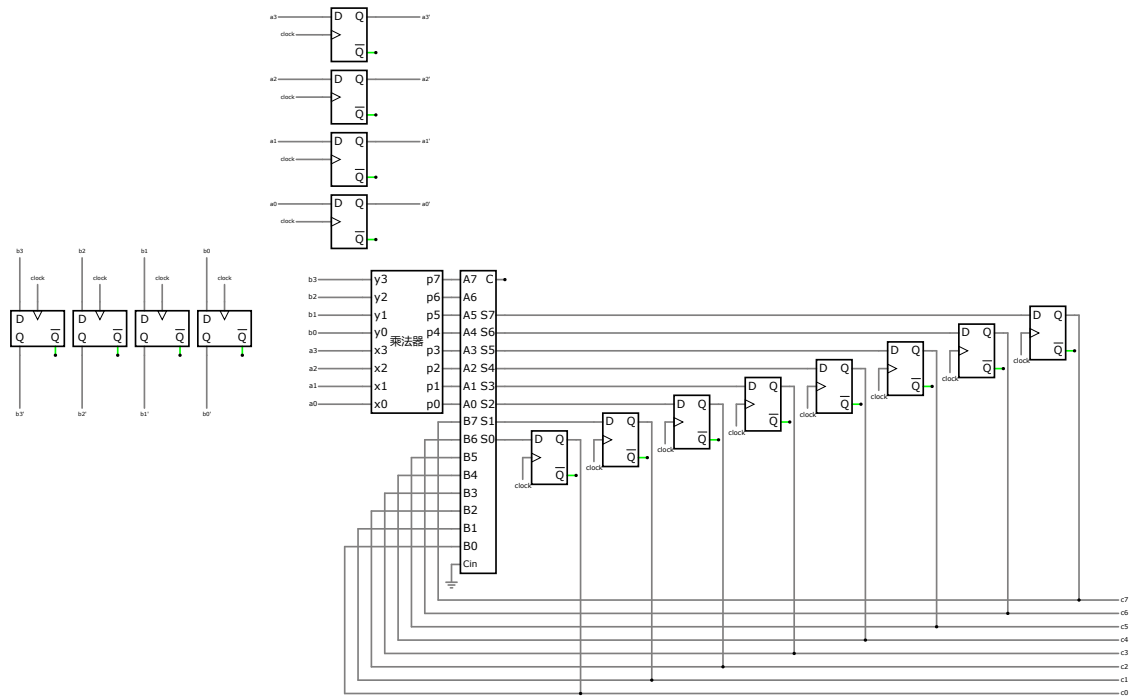 a3 D Q a3'
clock
Q
a2 D Q a2'
clock
Q
a1 D Q a1'
clock
Q
a0 D Q a0'
clock
Q
b3 b2 b1 b0
clock clock clock clock
D D D D
Q Q Q Q Q Q Q Q
b3' b2' b1' b0'
b3 y3 p7 A7 C
b2 y2 p6 A6
b1 y1 p5 A5 S7 D Q
b0 y0 p4 A4 S6 D Q
乘法器
a3 x3 p3 A3 S5 D Q Q
clock
a2 x2 p2 A2 S4 D Q Q
clock
a1 x1 p1 A1 S3 D Q Q
clock
a0 x0 p0 A0 S2 D Q Q
clock
B7 S1 D Q Q
clock
B6 S0 D Q Q
clock
B5 Q
clock
B4 Q
clock
B3
B2
B1
B0
Cin
c7
c6
c5
c4
c3
c2
c1
c0